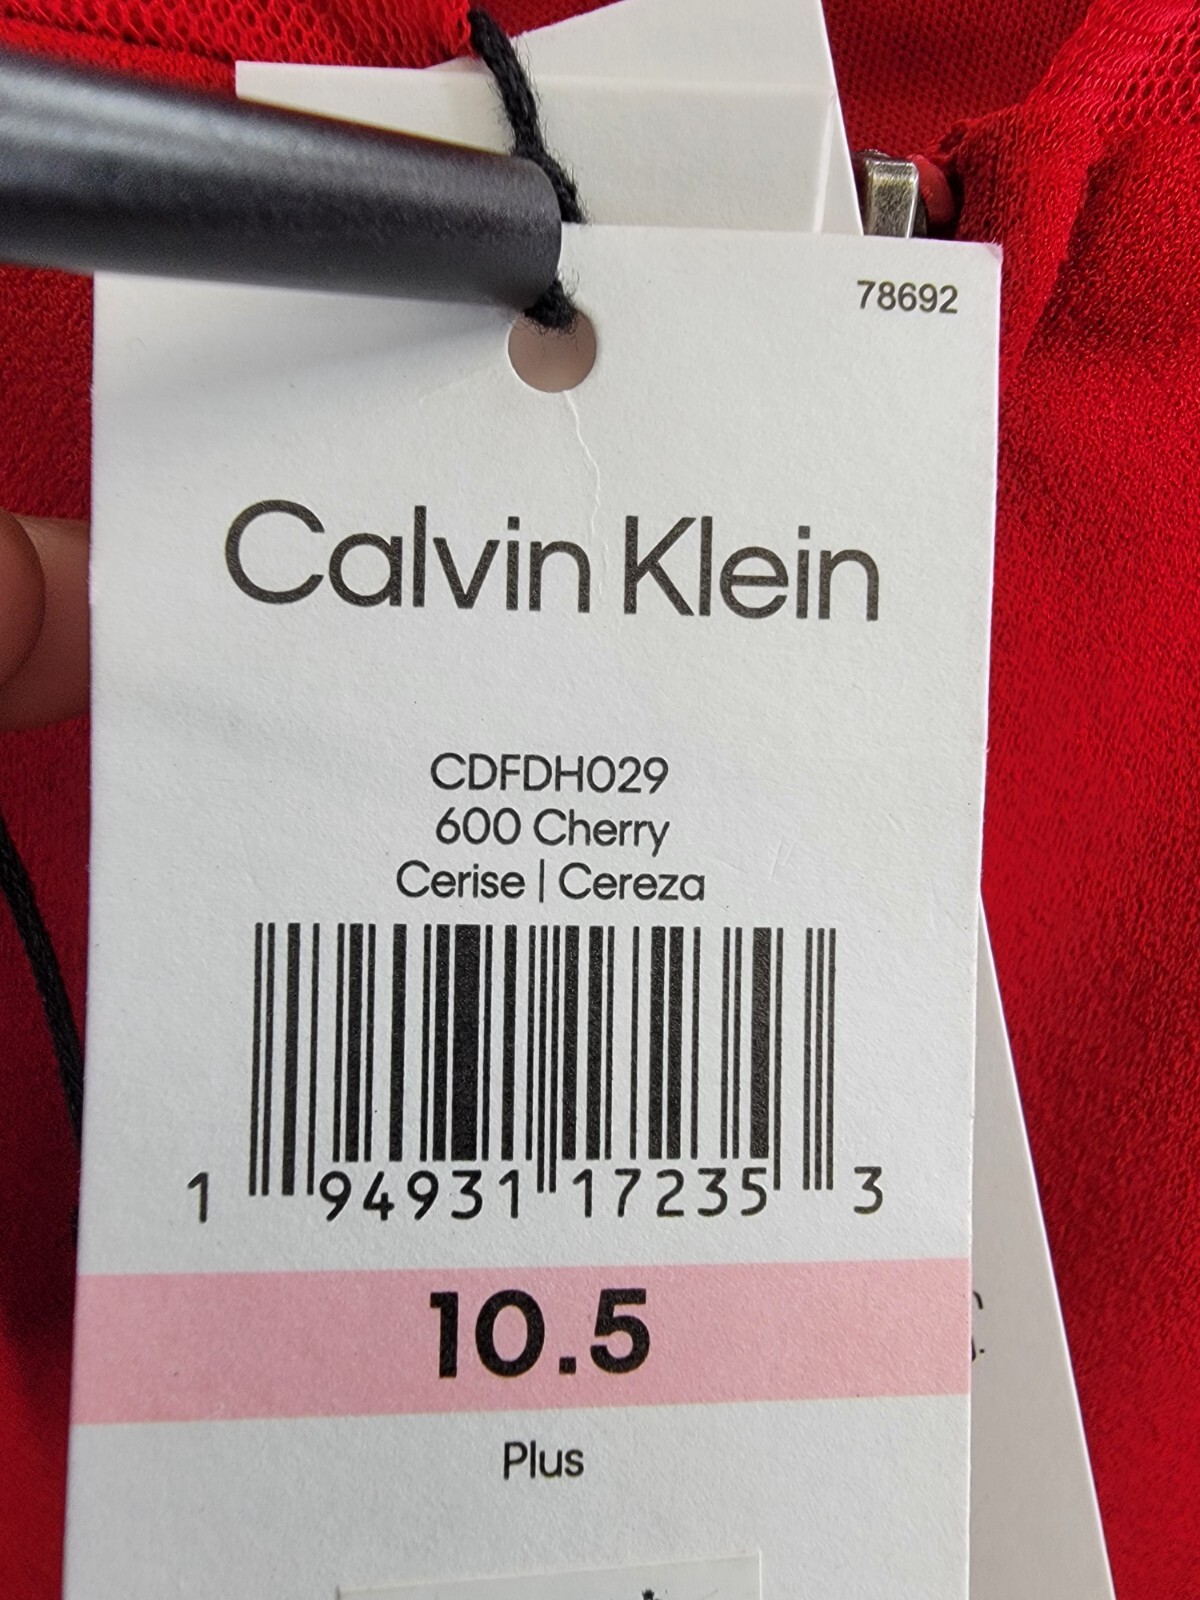 78692
Calvin Klein
CDFDH029
600 Cherry
Cerise | Cereza
1 94931 17235 3
10.5
Plus